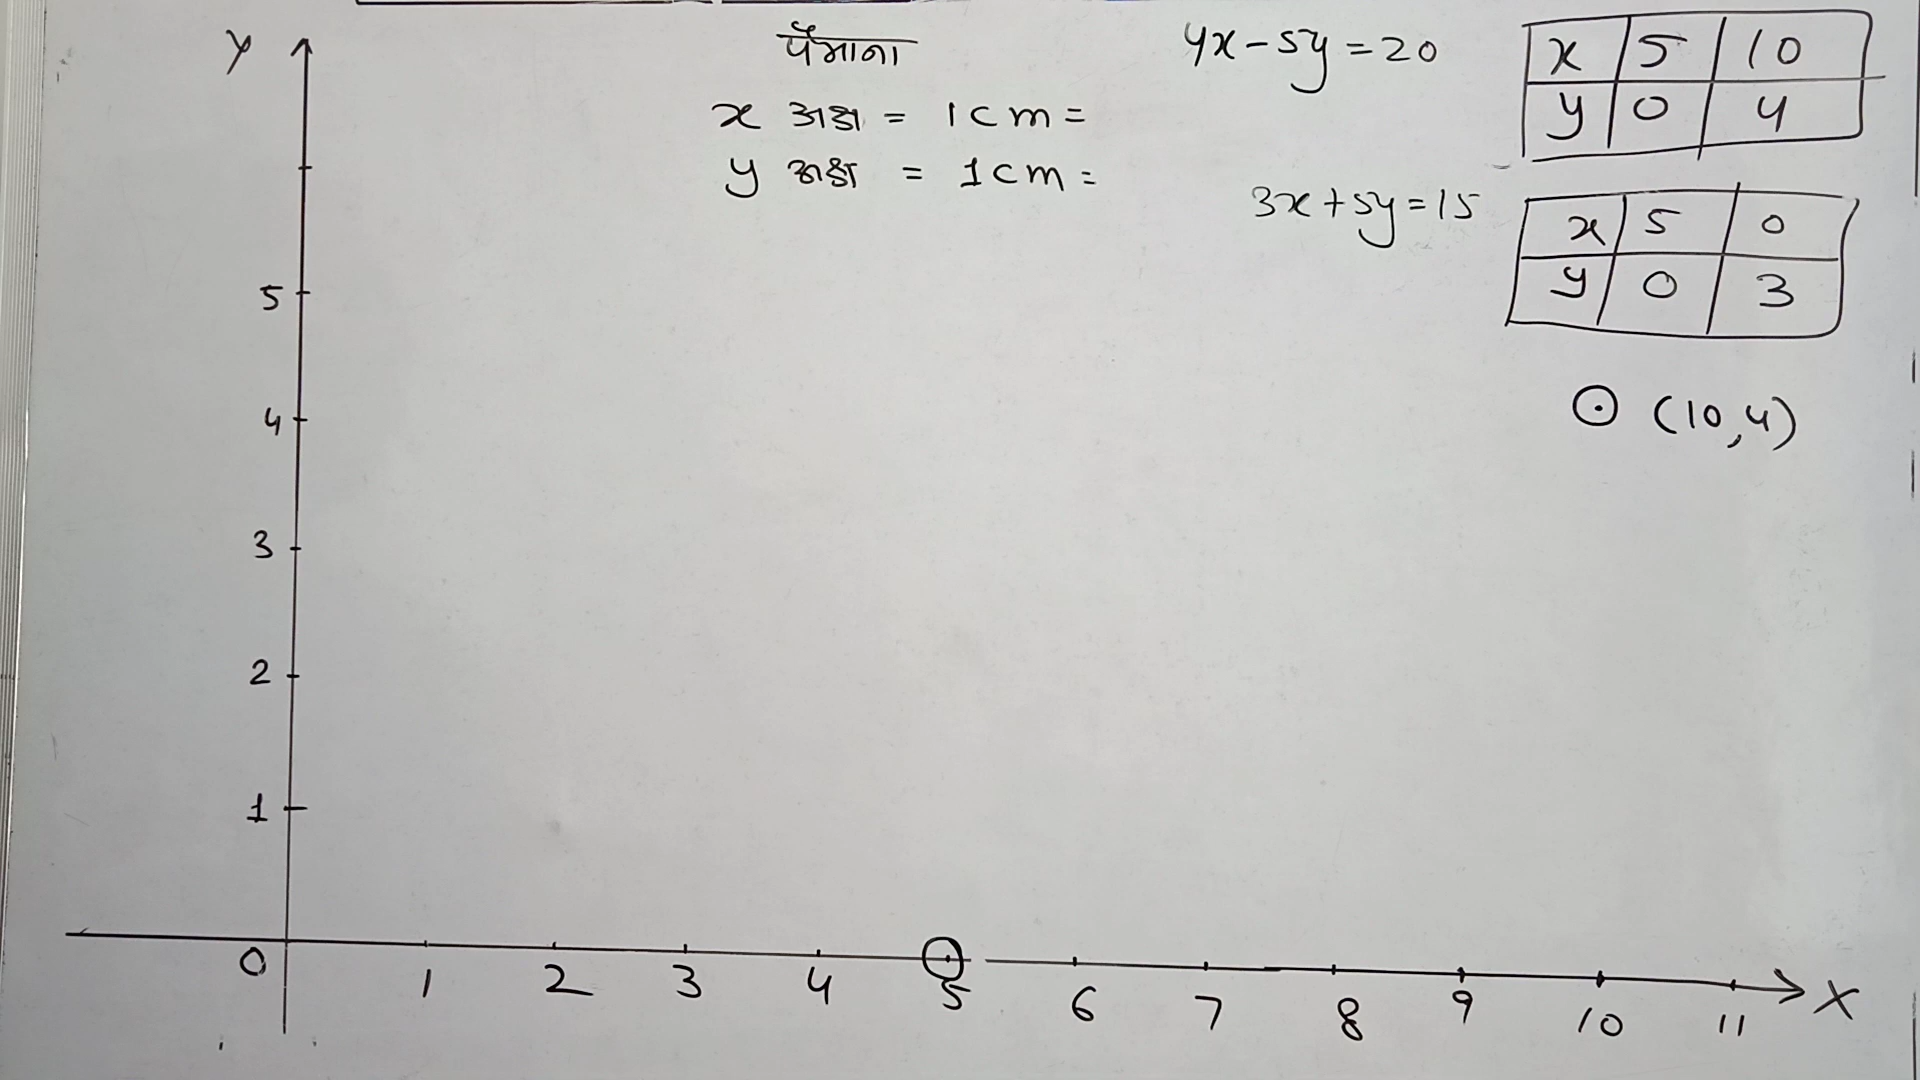 Y
पैमाना
x अक्ष = 1cm =
y अक्ष = 1cm =
4x-5y=20
x 5 10
y 0 4
3x+5y=15
x 5 0
y 0 3
(10,4)
5
4
3
2
1
0 1 2 3 4 5 6 7 8 9 10 11 X